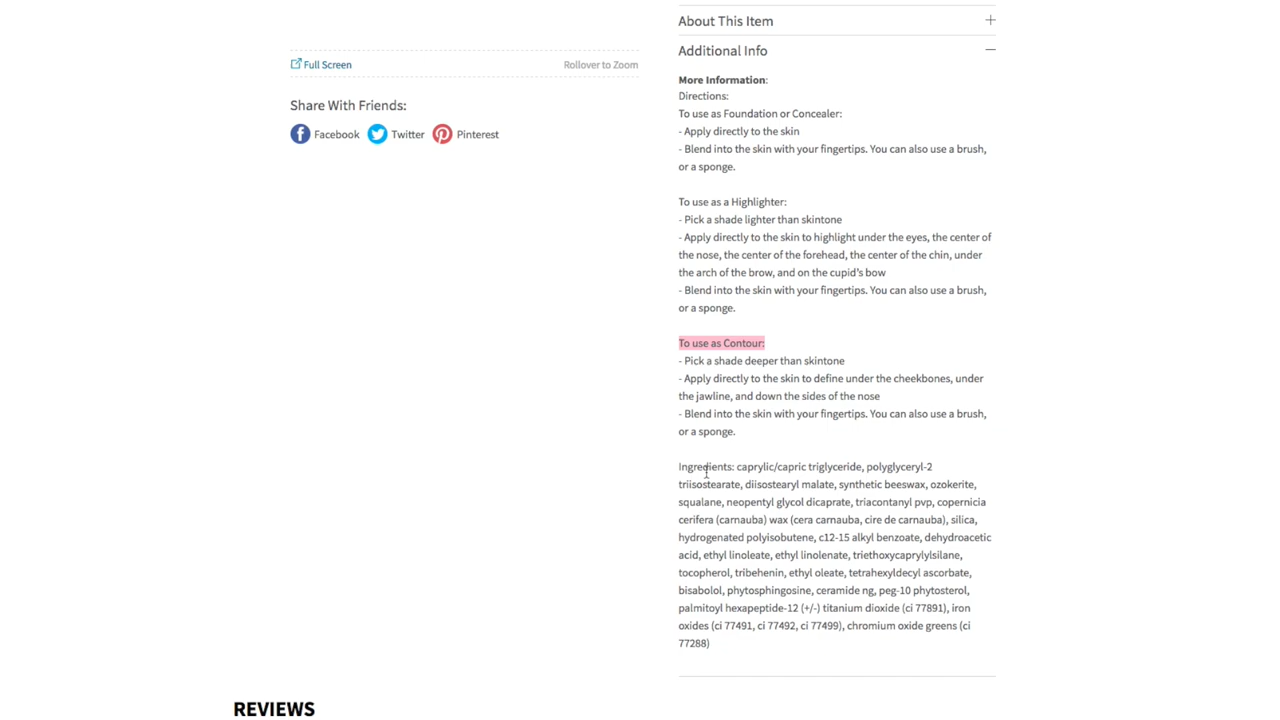 About This Item
Additional Info
Full Screen
Rollover to Zoom
Share With Friends:
Facebook
Twitter
Pinterest
More Information:
Directions:
To use as Foundation or Concealer:
- Apply directly to the skin
- Blend into the skin with your fingertips. You can also use a brush,
or a sponge.
To use as a Highlighter:
- Pick a shade lighter than skintone
- Apply directly to the skin to highlight under the eyes, the center of
the nose, the center of the forehead, the center of the chin, under
the arch of the brow, and on the cupid's bow
- Blend into the skin with your fingertips. You can also use a brush,
or a sponge.
To use as Contour:
- Pick a shade deeper than skintone
- Apply directly to the skin to define under the cheekbones, under
the jawline, and down the sides of the nose
- Blend into the skin with your fingertips. You can also use a brush,
or a sponge.
Ingredients: caprylic/capric triglyceride, polyglyceryl-2
triisostearate, diisostearyl malate, synthetic beeswax, ozokerite,
squalane, neopentyl glycol dicaprate, triacontanyl pvp, copernicia
cerifera (carnauba) wax (cera carnauba, cire de carnauba), silica,
hydrogenated polyisobutene, c12-15 alkyl benzoate, dehydroacetic
acid, ethyl linoleate, ethyl linolenate, triethoxycaprylylsilane,
tocopherol, tribehenin, ethyl oleate, tetrahexyldecyl ascorbate,
bisabolol, phytosphingosine, ceramide ng, peg-10 phytosterol,
palmitoyl hexapeptide-12 (+/-) titanium dioxide (ci 77891), iron
oxides (ci 77491, ci 77492, ci 77499), chromium oxide greens (ci
77288)
REVIEWS